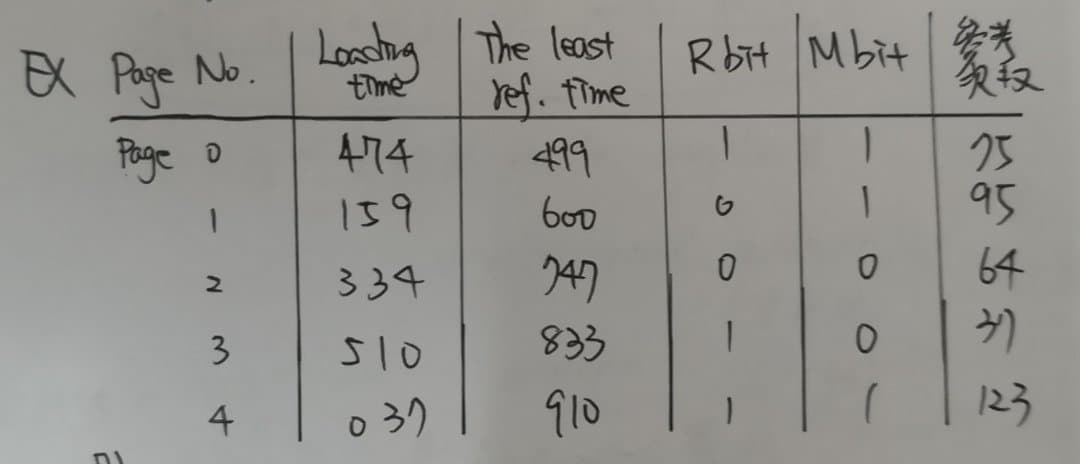 EX Page No. Loading time The least ref. time R bit M bit 參考次数
Page 0 474 499 1 1 75
1 159 600 0 1 95
2 334 747 0 0 64
3 510 833 1 0 37
4 037 910 1 1 123